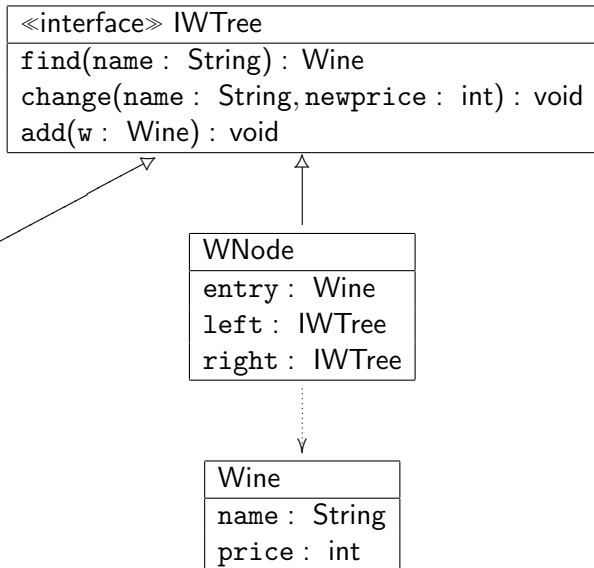 ≪interface≫ IWTree
find(name : String) : Wine
change(name : String, newprice : int) : void
add(w : Wine) : void
WNode
entry : Wine
left : IWTree
right : IWTree
Wine
name : String
price : int